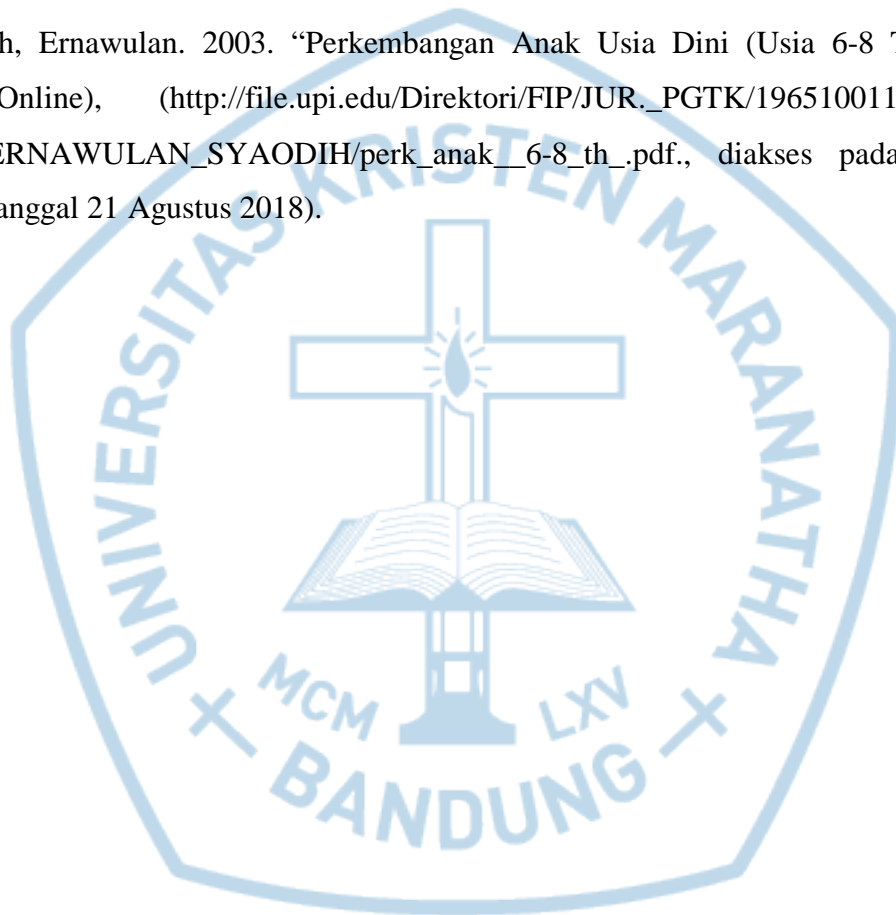 h, Ernawulan. 2003. “Perkembangan Anak Usia Dini (Usia 6-8 T
Online), (http://file.upi.edu/Direktori/FIP/JUR._PGTK/196510011
ERNAWULAN_SYAODIH/perk_anak__6-8_th_.pdf., diakses pada
anggal 21 Agustus 2018).
UNIVERSITAS KRISTEN MARANATHA
MCM LXV
BANDUNG